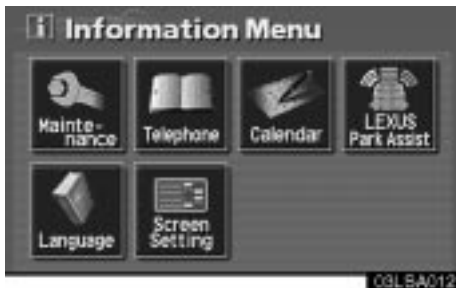 i Information Menu
Mainte-
nance
Telephone
Calendar
LEXUS
Park Assist
Language
Screen
Setting
03LBA012